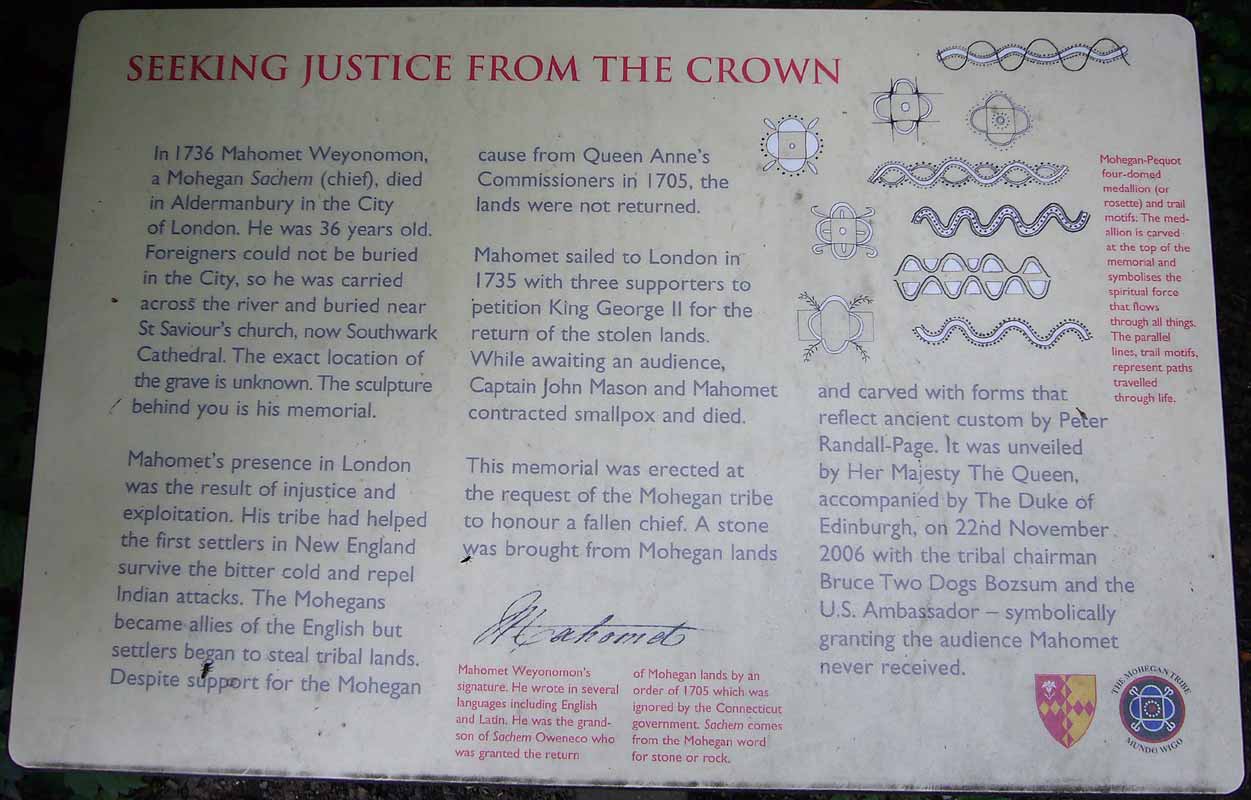 SEEKING JUSTICE FROM THE CROWN
In 1736 Mahomet Weyonomon,
a Mohegan Sachem (chief), died
in Aldermanbury in the City
of London. He was 36 years old.
Foreigners could not be buried
in the City, so he was carried
across the river and buried near
St Saviour's church, now Southwark
Cathedral. The exact location of
the grave is unknown. The sculpture
behind you is his memorial.
Mahomet's presence in London
was the result of injustice and
exploitation. His tribe had helped
the first settlers in New England
survive the bitter cold and repel
Indian attacks. The Mohegans
became allies of the English but
settlers began to steal tribal lands.
Despite support for the Mohegan
cause from Queen Anne's
Commissioners in 1705, the
lands were not returned.
Mahomet sailed to London in
1735 with three supporters to
petition King George II for the
return of the stolen lands.
While awaiting an audience,
Captain John Mason and Mahomet
contracted smallpox and died.
This memorial was erected at
the request of the Mohegan tribe
to honour a fallen chief. A stone
was brought from Mohegan lands
Mahomet
Mahomet Weyonomon's
signature. He wrote in several
languages including English
and Latin. He was the grand-
son of Sachem Oweneco who
was granted the return
of Mohegan lands by an
order of 1705 which was
ignored by the Connecticut
government. Sachem comes
from the Mohegan word
for stone or rock.
and carved with forms that
reflect ancient custom by Peter
Randall-Page. It was unveiled
by Her Majesty The Queen,
accompanied by The Duke of
Edinburgh, on 22nd November
2006 with the tribal chairman
Bruce Two Dogs Bozsum and the
U.S. Ambassador – symbolically
granting the audience Mahomet
never received.
Mohegan-Pequot
four-domed
medallion (or
rosette) and trail
motifs. The med-
allion is carved
at the top of the
memorial and
symbolises the
spiritual force
that flows
through all things.
The parallel
lines, trail motifs,
represent paths
travelled
through life.
THE MOHEGAN TRIBE
MUNDU WIGO